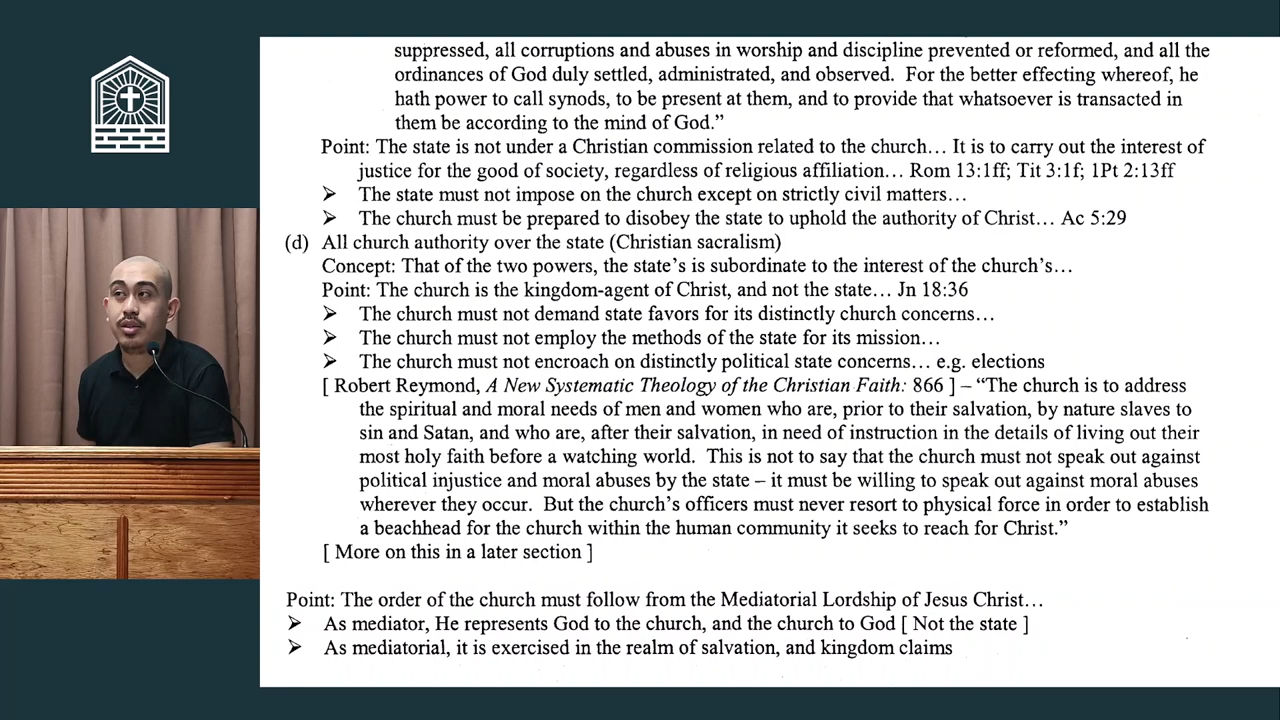 suppressed, all corruptions and abuses in worship and discipline prevented or reformed, and all the
ordinances of God duly settled, administrated, and observed.  For the better effecting whereof, he
hath power to call synods, to be present at them, and to provide that whatsoever is transacted in
them be according to the mind of God.”
Point: The state is not under a Christian commission related to the church… It is to carry out the interest of
justice for the good of society, regardless of religious affiliation… Rom 13:1ff; Tit 3:1f; 1Pt 2:13ff
➢ The state must not impose on the church except on strictly civil matters…
➢ The church must be prepared to disobey the state to uphold the authority of Christ… Ac 5:29
(d) All church authority over the state (Christian sacralism)
Concept: That of the two powers, the state’s is subordinate to the interest of the church’s…
Point: The church is the kingdom-agent of Christ, and not the state… Jn 18:36
➢ The church must not demand state favors for its distinctly church concerns…
➢ The church must not employ the methods of the state for its mission…
➢ The church must not encroach on distinctly political state concerns… e.g. elections
[ Robert Reymond, A New Systematic Theology of the Christian Faith: 866 ] – “The church is to address
the spiritual and moral needs of men and women who are, prior to their salvation, by nature slaves to
sin and Satan, and who are, after their salvation, in need of instruction in the details of living out their
most holy faith before a watching world.  This is not to say that the church must not speak out against
political injustice and moral abuses by the state – it must be willing to speak out against moral abuses
wherever they occur.  But the church’s officers must never resort to physical force in order to establish
a beachhead for the church within the human community it seeks to reach for Christ.”
[ More on this in a later section ]
Point: The order of the church must follow from the Mediatorial Lordship of Jesus Christ…
➢ As mediator, He represents God to the church, and the church to God [ Not the state ]
➢ As mediatorial, it is exercised in the realm of salvation, and kingdom claims